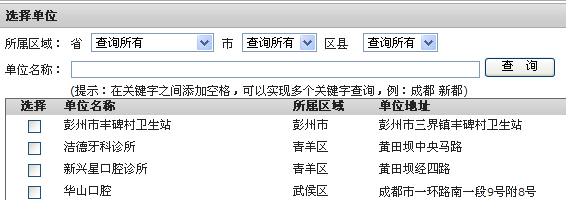 选择单位
所属区域： 省 查询所有 市 查询所有 区县 查询所有
单位名称： 查 询
(提示：在关键字之间添加空格，可以实现多个关键字查询，例：成都 新都)
选择 单位名称 所属区域 单位地址
彭州市丰碑村卫生站 彭州市 彭州市三界镇丰碑村卫生站
洁德牙科诊所 青羊区 黄田坝中央马路
新兴星口腔诊所 青羊区 黄田坝经四路
华山口腔 武侯区 成都市一环路南一段9号附8号